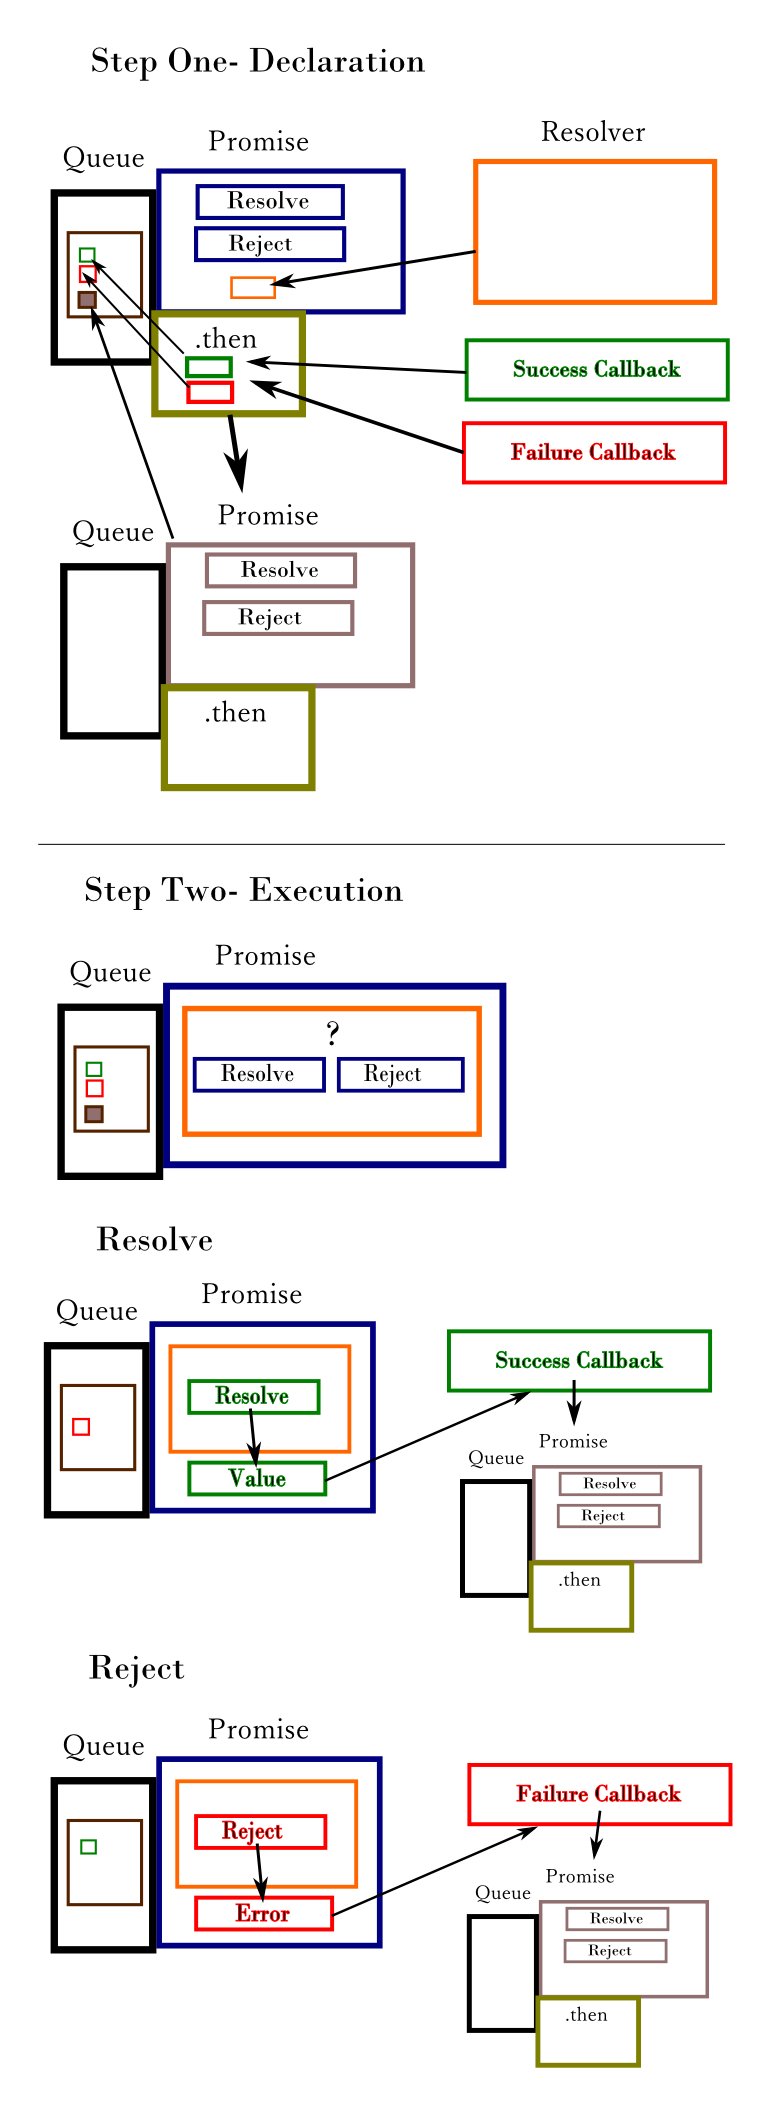 Step One- Declaration
Resolver
Promise
Queue
Resolve
Reject
.then
Success Callback
Failure Callback
Promise
Queue
Resolve
Reject
.then
Step Two- Execution
Promise
Queue
?
Resolve Reject
Resolve
Promise
Queue
Success Callback
Resolve
Promise
Queue
Value
Resolve
Reject
.then
Reject
Promise
Queue
Failure Callback
Reject
Promise
Queue
Error
Resolve
Reject
.then